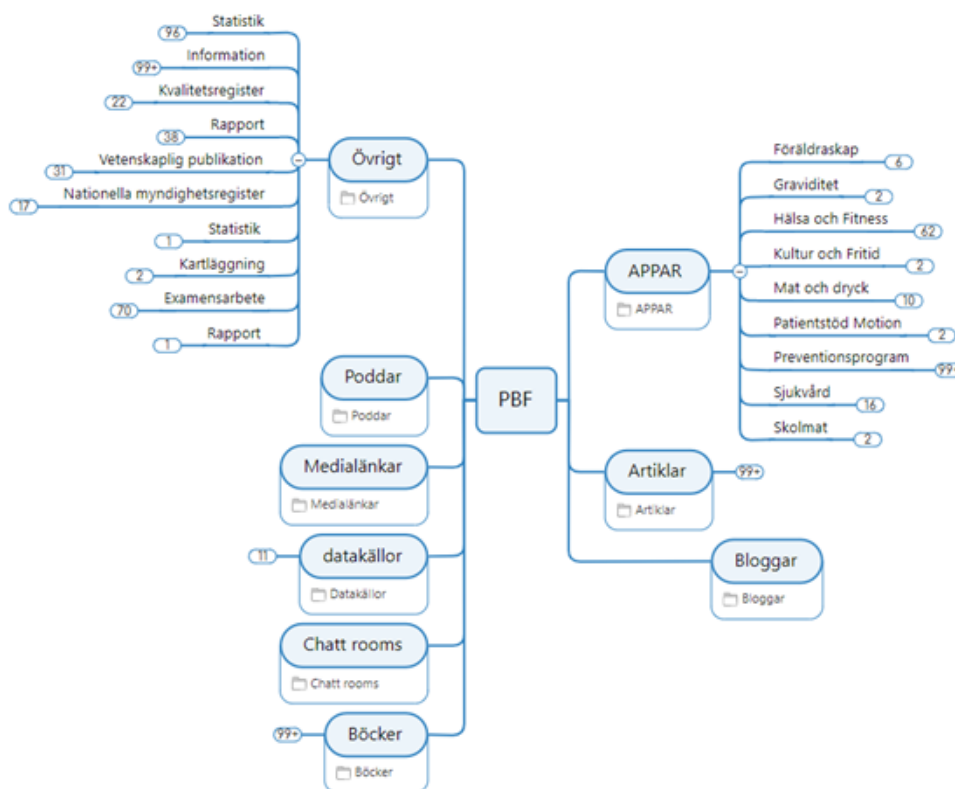 Statistik
96
Information
99+
Kvalitetsregister
22
Rapport
38
Vetenskaplig publikation
31
Nationella myndighetsregister
17
Statistik
1
Kartläggning
2
Examensarbete
70
Rapport
1
Övrigt
Övrigt
Poddar
Poddar
Medialänkar
Medialänkar
datakällor
11
Datakällor
Chatt rooms
Chatt rooms
Böcker
99+
Böcker
PBF
APPAR
APPAR
Föräldraskap
6
Graviditet
2
Hälsa och Fitness
62
Kultur och Fritid
2
Mat och dryck
10
Patientstöd Motion
2
Preventionsprogram
99+
Sjukvård
16
Skolmat
2
Artiklar
99+
Artiklar
Bloggar
Bloggar